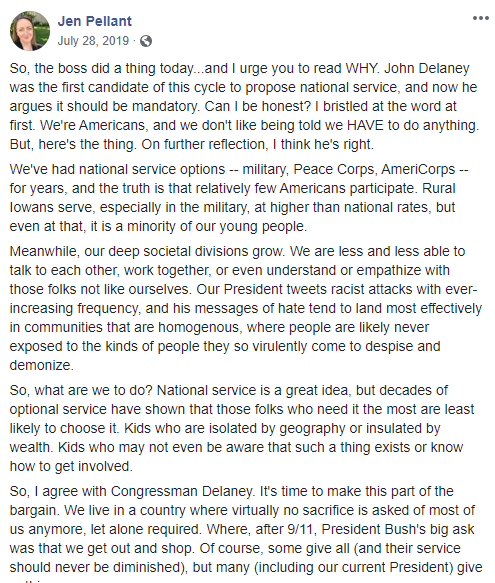 Jen Pellant
July 28, 2019 ·
So, the boss did a thing today...and I urge you to read WHY. John Delaney
was the first candidate of this cycle to propose national service, and now he
argues it should be mandatory. Can I be honest? I bristled at the word at
first. We're Americans, and we don't like being told we HAVE to do anything.
But, here's the thing. On further reflection, I think he's right.
We've had national service options -- military, Peace Corps, AmeriCorps --
for years, and the truth is that relatively few Americans participate. Rural
Iowans serve, especially in the military, at higher than national rates, but
even at that, it is a minority of our young people.
Meanwhile, our deep societal divisions grow. We are less and less able to
talk to each other, work together, or even understand or empathize with
those folks not like ourselves. Our President tweets racist attacks with ever-
increasing frequency, and his messages of hate tend to land most effectively
in communities that are homogenous, where people are likely never
exposed to the kinds of people they so virulently come to despise and
demonize.
So, what are we to do? National service is a great idea, but decades of
optional service have shown that those folks who need it the most are least
likely to choose it. Kids who are isolated by geography or insulated by
wealth. Kids who may not even be aware that such a thing exists or know
how to get involved.
So, I agree with Congressman Delaney. It's time to make this part of the
bargain. We live in a country where virtually no sacrifice is asked of most of
us anymore, let alone required. Where, after 9/11, President Bush's big ask
was that we get out and shop. Of course, some give all (and their service
should never be diminished), but many (including our current President) give